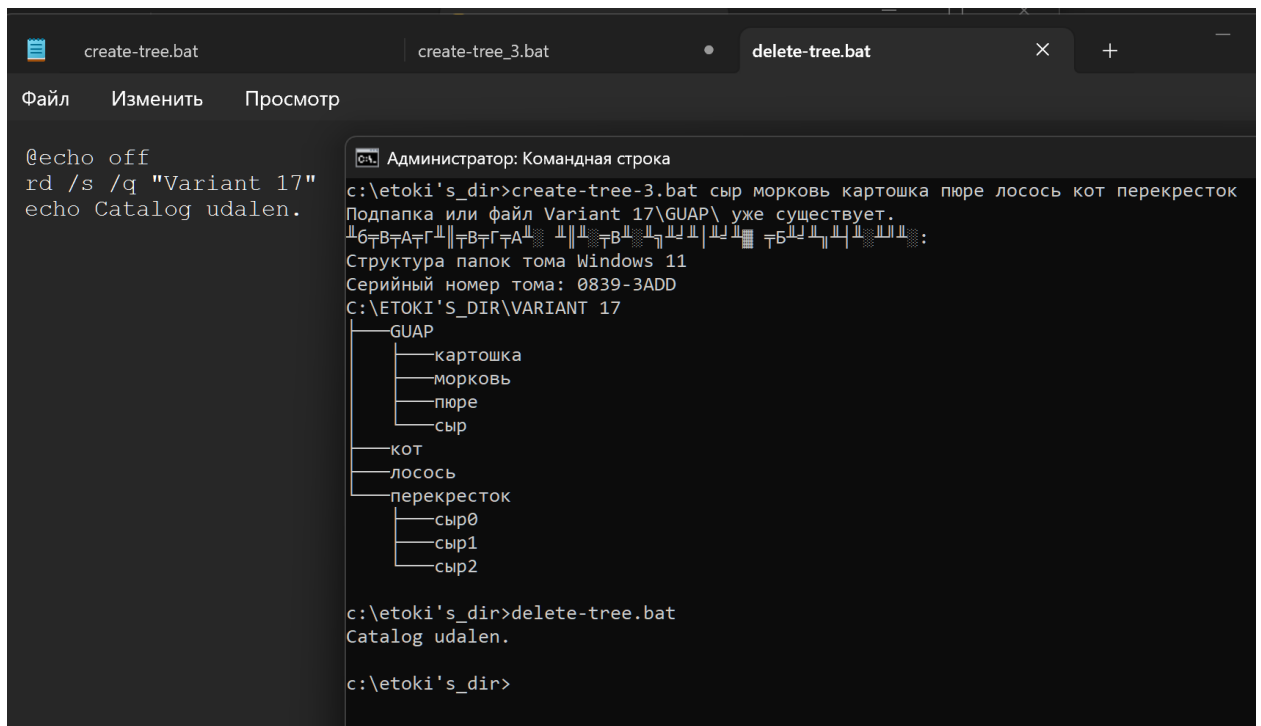 create-tree.bat create-tree_3.bat delete-tree.bat
Файл Изменить Просмотр
@echo off
rd /s /q "Variant 17"
echo Catalog udalen.
Администратор: Командная строка
c:\etoki's_dir>create-tree-3.bat сыр морковь картошка пюре лосось кот перекресток
Подпапка или файл Variant 17\GUAP\ уже существует.
Структура папок тома Windows 11
Серийный номер тома: 0839-3ADD
C:\ETOKI'S_DIR\VARIANT 17
├───GUAP
│   ├───картошка
│   ├───морковь
│   ├───пюре
│   └───сыр
├───кот
├───лосось
└───перекресток
    ├───сыр0
    ├───сыр1
    └───сыр2
c:\etoki's_dir>delete-tree.bat
Catalog udalen.
c:\etoki's_dir>